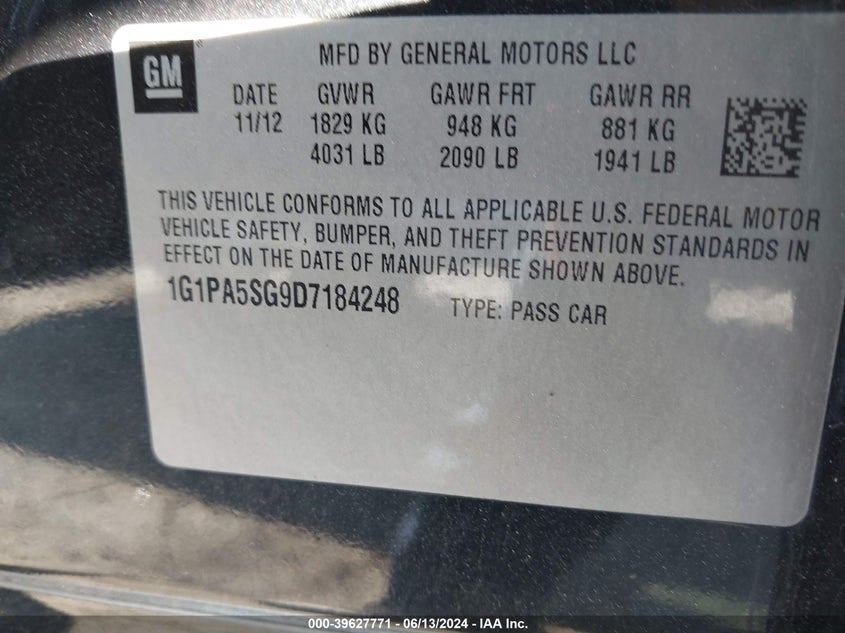 GM
MFD BY GENERAL MOTORS LLC
DATE GVWR GAWR FRT GAWR RR
11/12 1829 KG 948 KG 881 KG
4031 LB 2090 LB 1941 LB
THIS VEHICLE CONFORMS TO ALL APPLICABLE U.S. FEDERAL MOTOR
VEHICLE SAFETY, BUMPER, AND THEFT PREVENTION STANDARDS IN
EFFECT ON THE DATE OF MANUFACTURE SHOWN ABOVE.
1G1PA5SG9D7184248 TYPE: PASS CAR
000-39627771 - 06/13/2024 - IAA Inc.